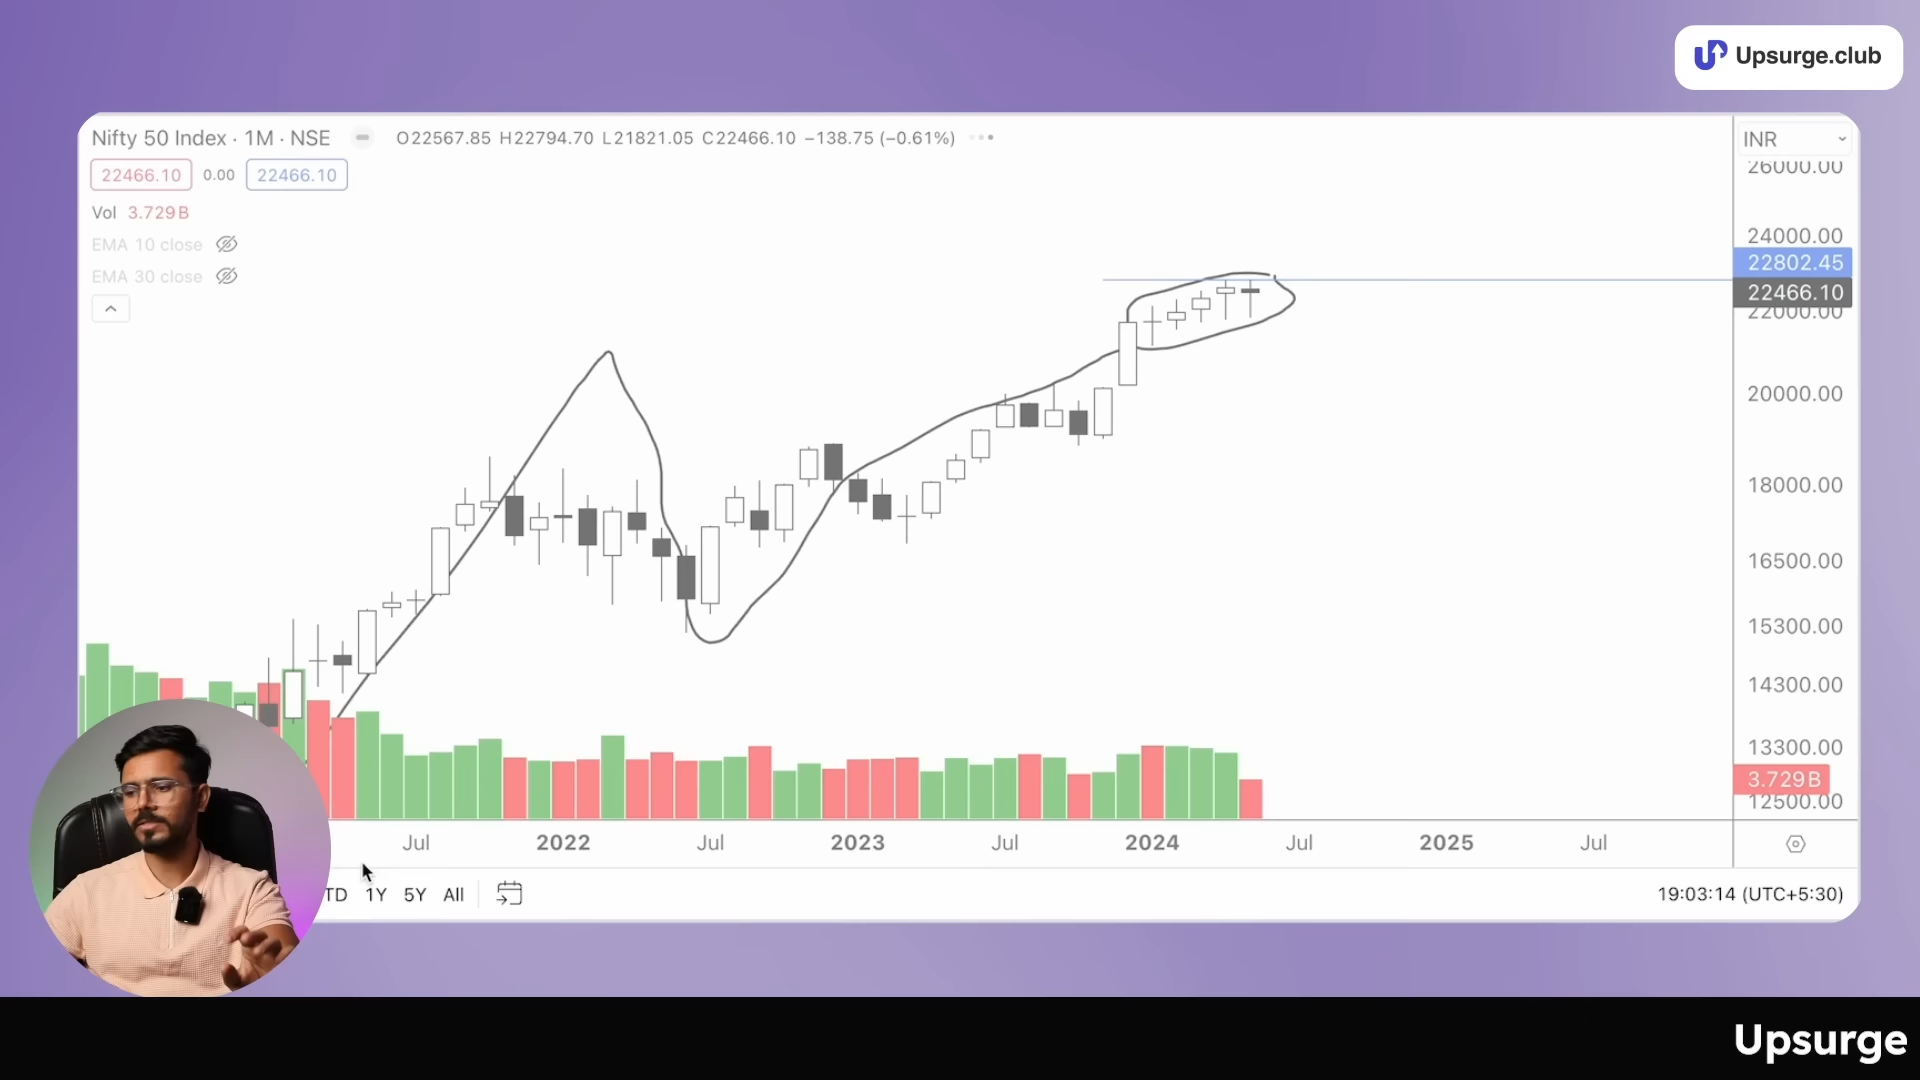 Upsurge.club
Nifty 50 Index · 1M · NSE
O22567.85 H22794.70 L21821.05 C22466.10 −138.75 (−0.61%)
INR
22466.10 0.00 22466.10
Vol 3.729B
EMA 10 close
EMA 30 close
26000.00
24000.00
22802.45
22466.10
22000.00
20000.00
18000.00
16500.00
15300.00
14300.00
13300.00
3.729B
12500.00
Jul 2022 Jul 2023 Jul 2024 Jul 2025 Jul
TD 1Y 5Y All
19:03:14 (UTC+5:30)
Upsurge